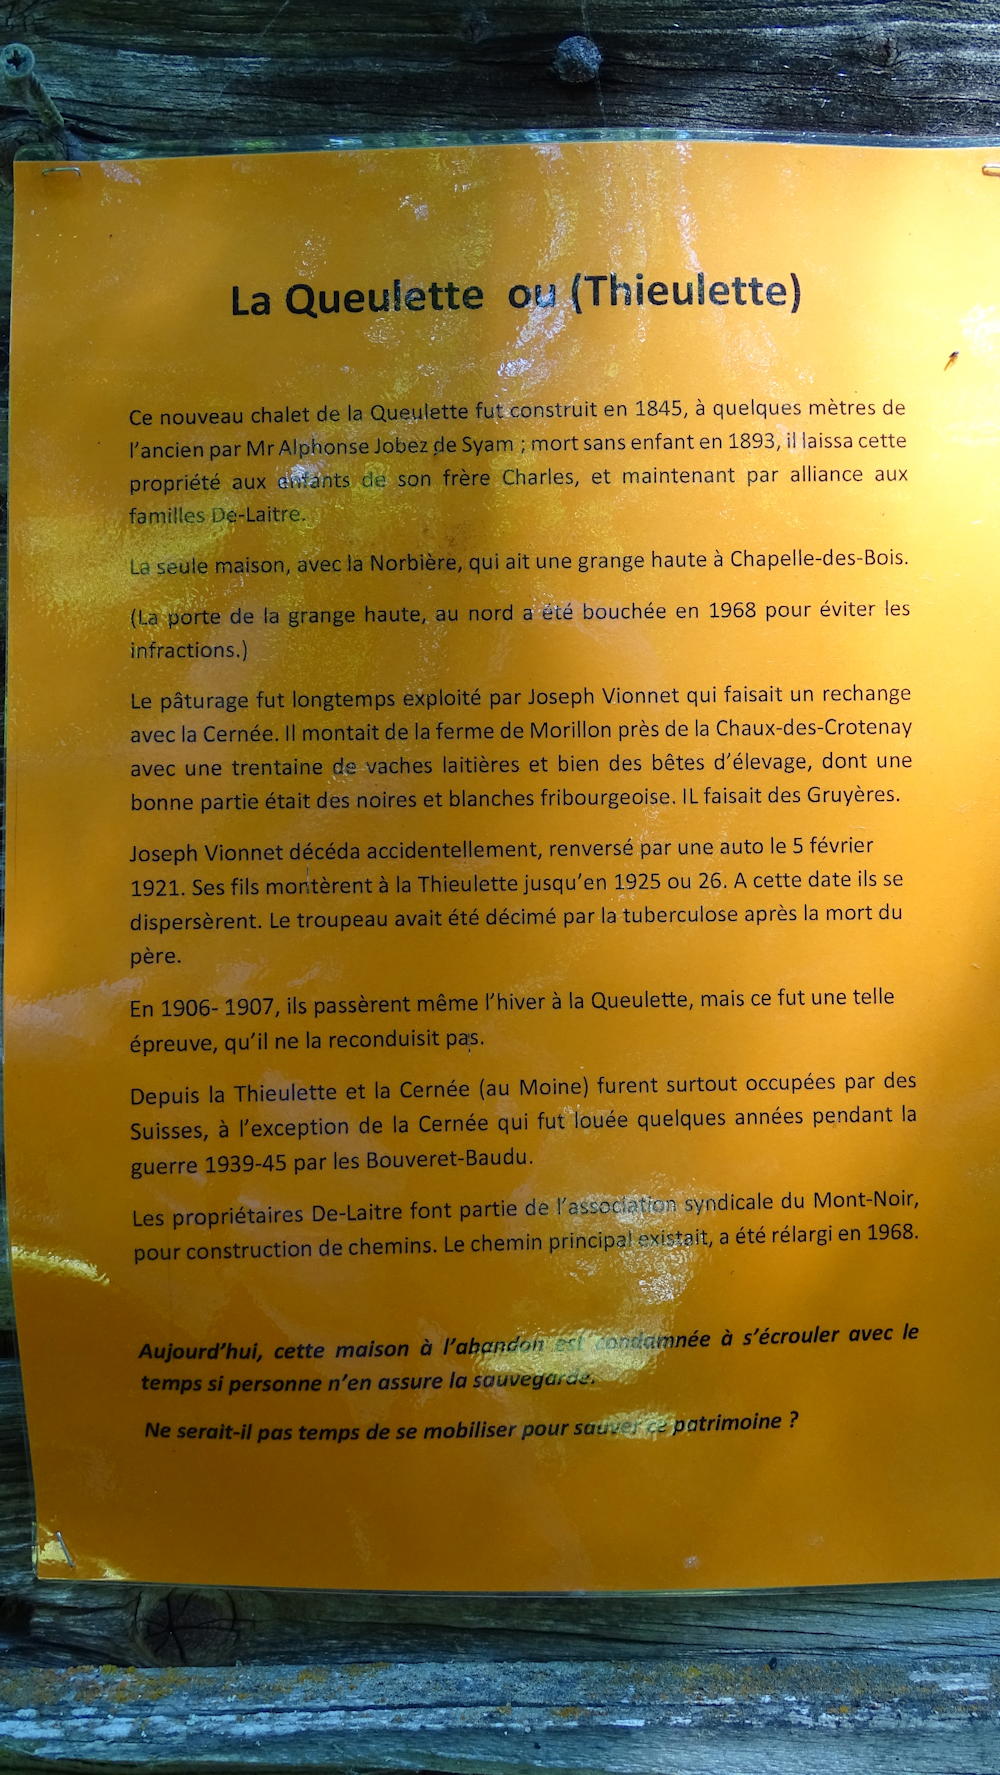 La Queulette ou (Thieulette)
Ce nouveau chalet de la Queulette fut construit en 1845, à quelques mètres de
l'ancien par Mr Alphonse Jobez de Syam ; mort sans enfant en 1893, il laissa cette
propriété aux enfants de son frère Charles, et maintenant par alliance aux
familles De-Laitre.
La seule maison, avec la Norbière, qui ait une grange haute à Chapelle-des-Bois.
(La porte de la grange haute, au nord a été bouchée en 1968 pour éviter les
infractions.)
Le pâturage fut longtemps exploité par Joseph Vionnet qui faisait un rechange
avec la Cernée. Il montait de la ferme de Morillon près de la Chaux-des-Crotenay
avec une trentaine de vaches laitières et bien des bêtes d'élevage, dont une
bonne partie était des noires et blanches fribourgeoise. IL faisait des Gruyères.
Joseph Vionnet décéda accidentellement, renversé par une auto le 5 février
1921. Ses fils montèrent à la Thieulette jusqu'en 1925 ou 26. A cette date ils se
dispersèrent. Le troupeau avait été décimé par la tuberculose après la mort du
père.
En 1906- 1907, ils passèrent même l'hiver à la Queulette, mais ce fut une telle
épreuve, qu'il ne la reconduisit pas.
Depuis la Thieulette et la Cernée (au Moine) furent surtout occupées par des
Suisses, à l'exception de la Cernée qui fut louée quelques années pendant la
guerre 1939-45 par les Bouveret-Baudu.
Les propriétaires De-Laitre font partie de l'association syndicale du Mont-Noir,
pour construction de chemins. Le chemin principal existait, a été rélargi en 1968.
Aujourd'hui, cette maison à l'abandon est condamnée à s'écrouler avec le
temps si personne n'en assure la sauvegarde.
Ne serait-il pas temps de se mobiliser pour sauver ce patrimoine ?